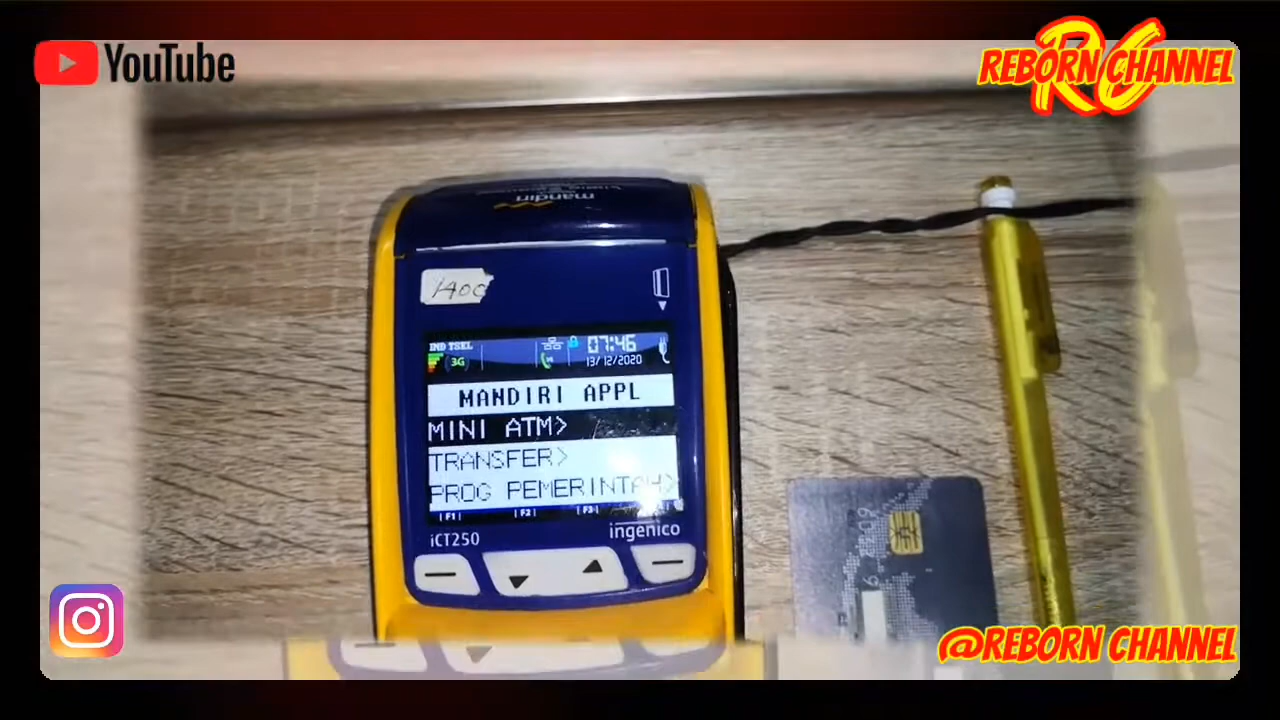 YouTube
RC
REBORN CHANNEL
mandiri
1400
IND TSEL
3G
07:46
13/12/2020
MANDIRI APPL
MINI ATM>
TRANSFER>
PROG PEMERINTAH>
[F1] [F2] [F3]
iCT250
ingenico
@REBORN CHANNEL